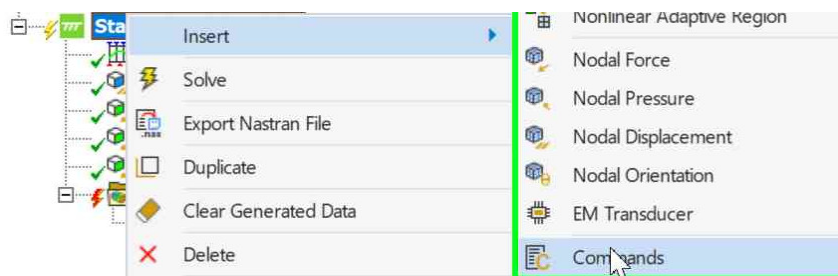 Sta
Insert
Solve
Export Nastran File
Duplicate
Clear Generated Data
Delete
Nonlinear Adaptive Region
Nodal Force
Nodal Pressure
Nodal Displacement
Nodal Orientation
EM Transducer
Commands